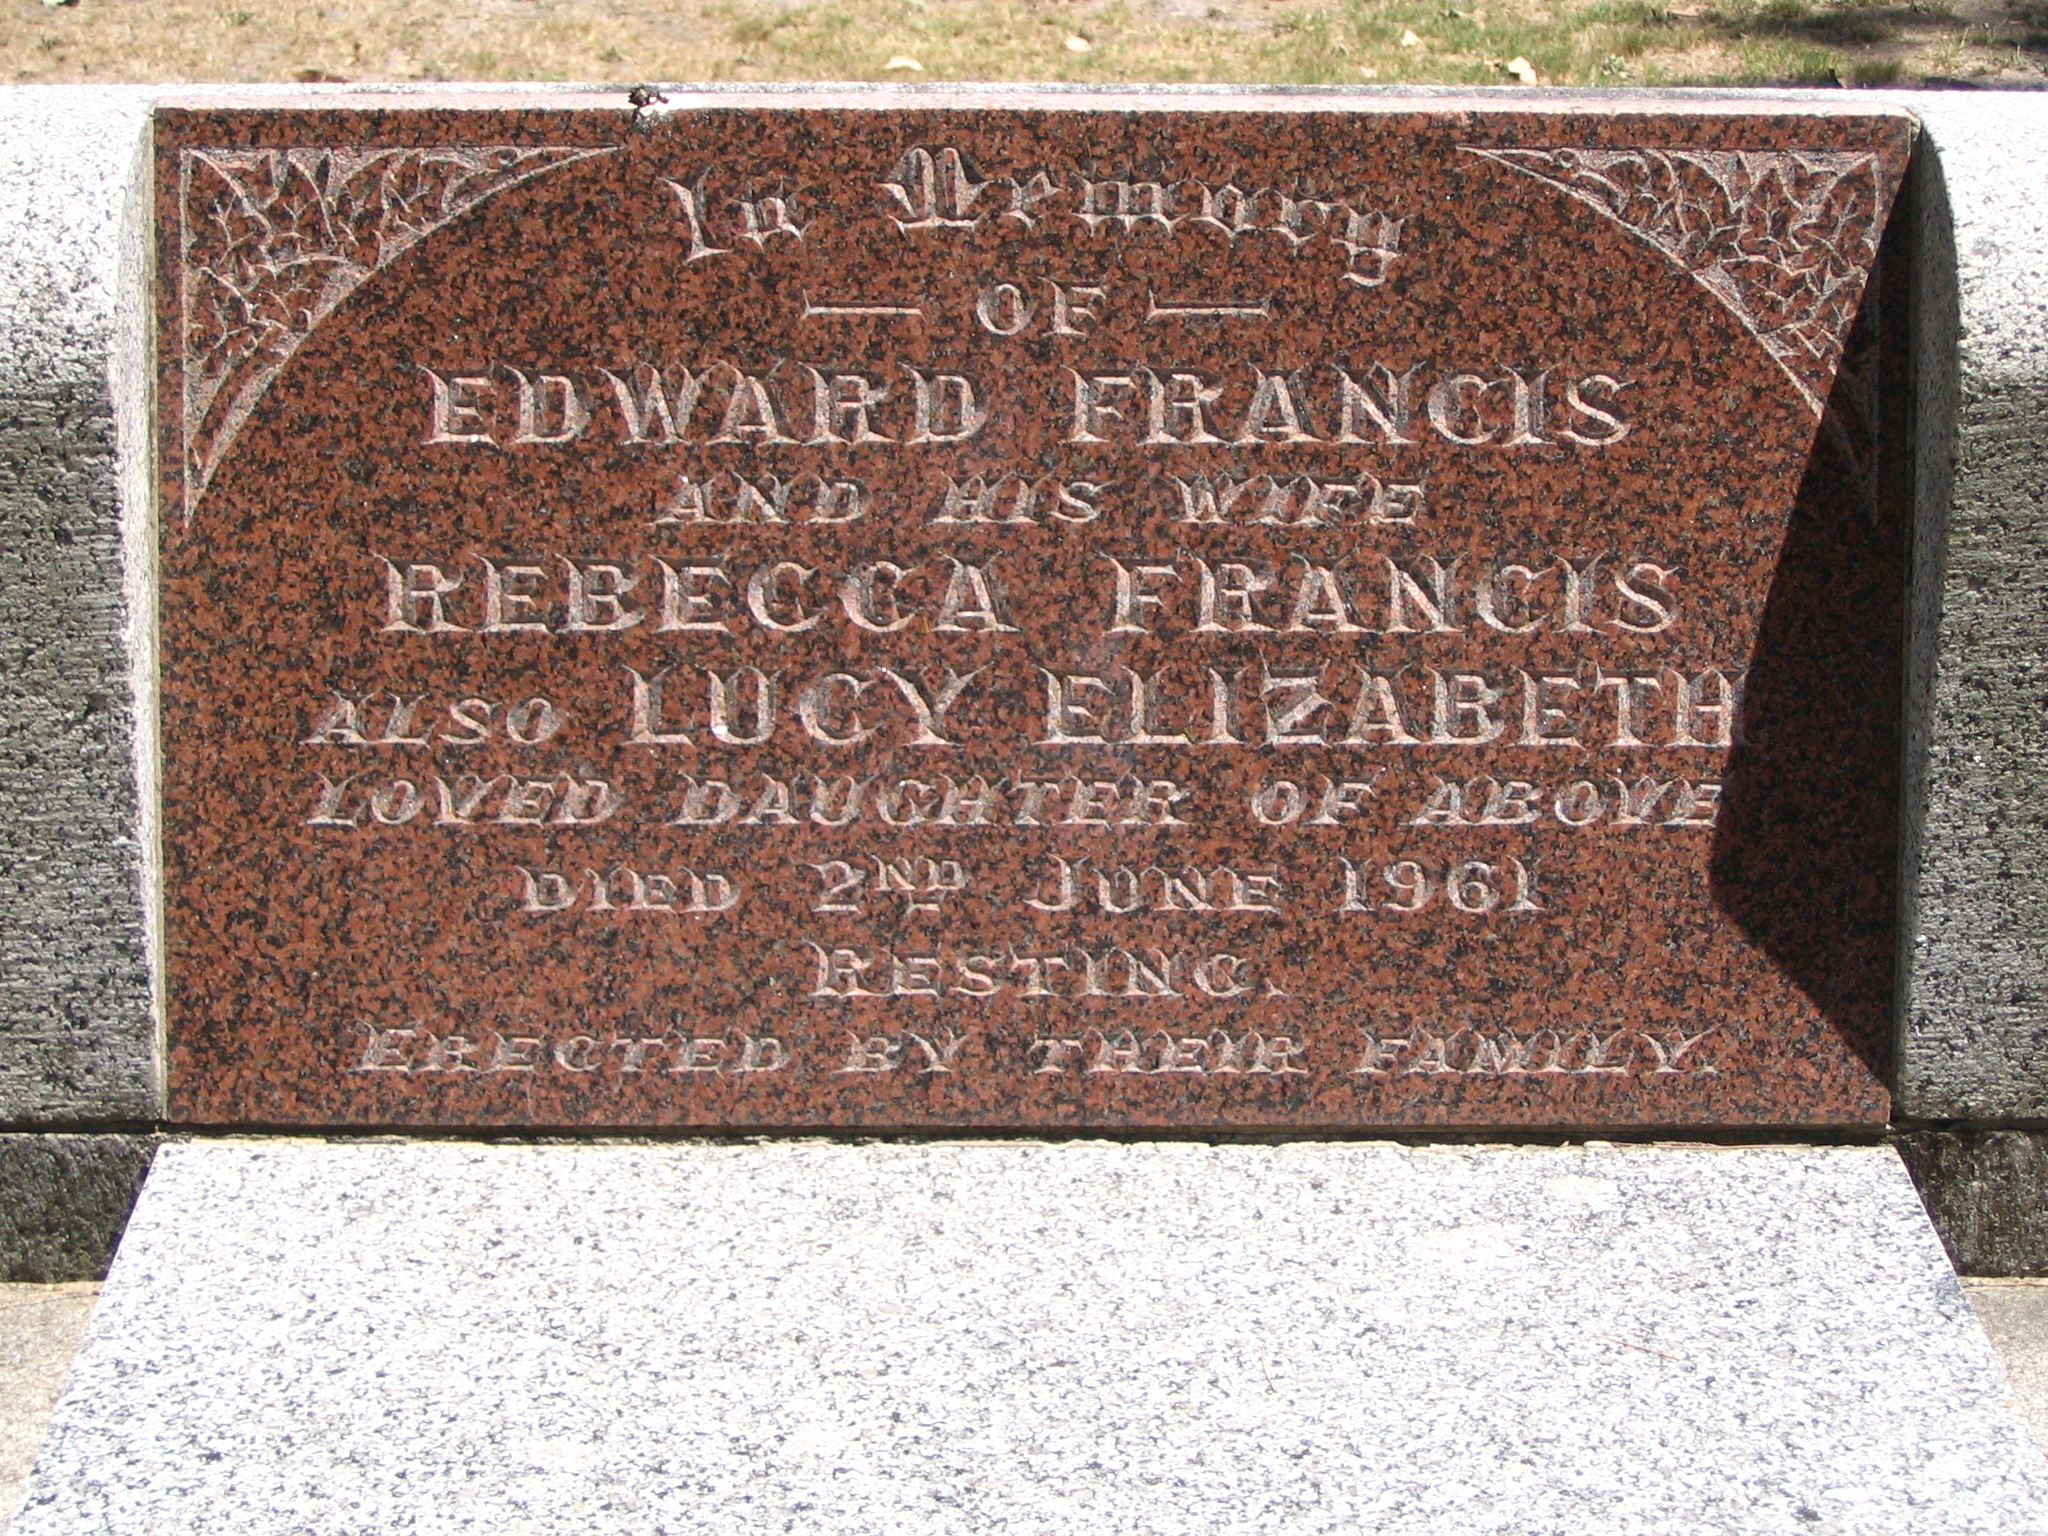 In Memory
— OF —
EDWARD FRANCIS
AND HIS WIFE
REBECCA FRANCIS
ALSO LUCY ELIZABETH
LOVED DAUGHTER OF ABOVE
DIED 2ND JUNE 1961
RESTING.
ERECTED BY THEIR FAMILY.